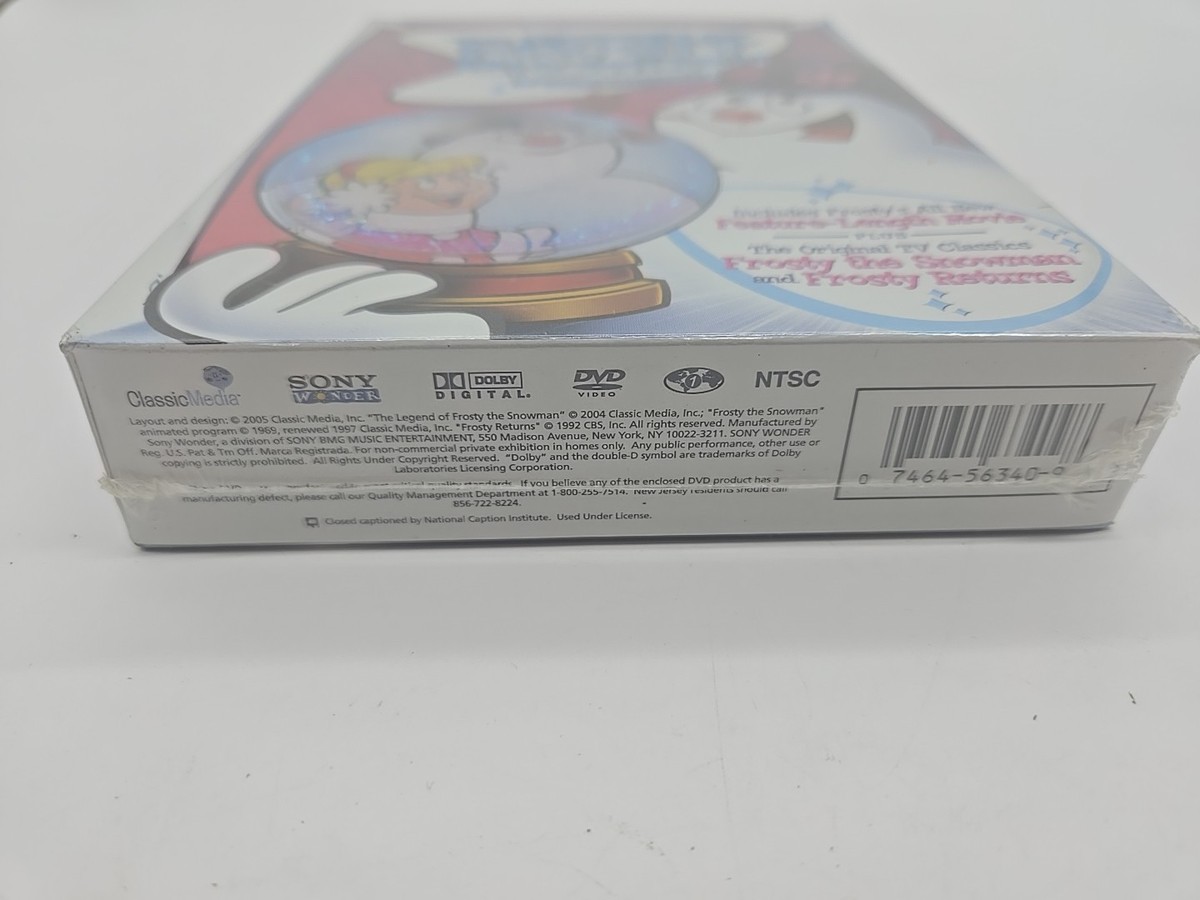 Includes Frosty's All-New
Feature-Length Movie
PLUS
The Original TV Classics
Frosty the Snowman
and Frosty Returns
ClassicMedia
SONY
WONDER
DOLBY
DIGITAL
DVD
VIDEO
1
NTSC
Layout and design: © 2005 Classic Media, Inc. "The Legend of Frosty the Snowman" © 2004 Classic Media, Inc.; "Frosty the Snowman"
animated program © 1969, renewed 1997 Classic Media, Inc. "Frosty Returns" © 1992 CBS, Inc. All rights reserved. Manufactured by
Sony Wonder, a division of SONY BMG MUSIC ENTERTAINMENT, 550 Madison Avenue, New York, NY 10022-3211. SONY WONDER
Reg. U.S. Pat & Tm Off. Marca Registrada. For non-commercial private exhibition in homes only. Any public performance, other use or
copying is strictly prohibited. All Rights Under Copyright Reserved. "Dolby" and the double-D symbol are trademarks of Dolby
Laboratories Licensing Corporation.
quality standards. If you believe any of the enclosed DVD product has a
manufacturing defect, please call our Quality Management Department at 1-800-255-7514. New Jersey residents should call
856-722-8224.
Closed captioned by National Caption Institute. Used Under License.
0 7464-56340-9